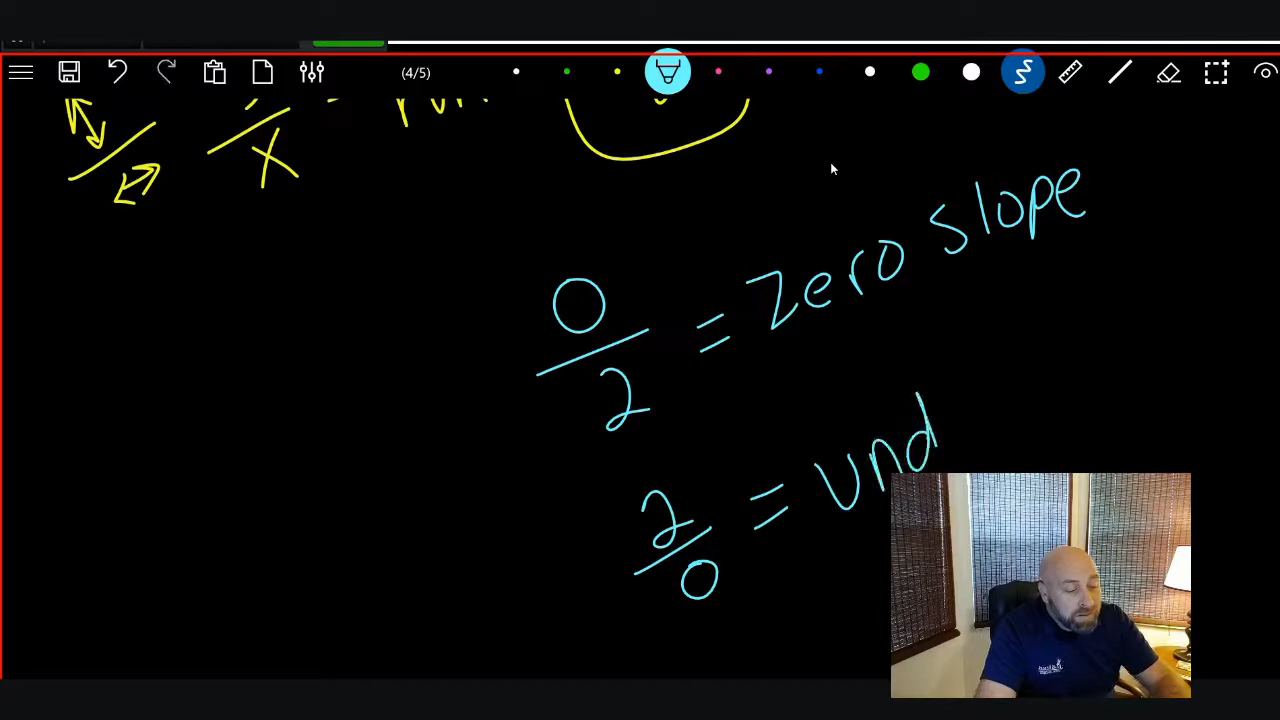 (4/5)
X
0/2 = zero slope
2/0 = und